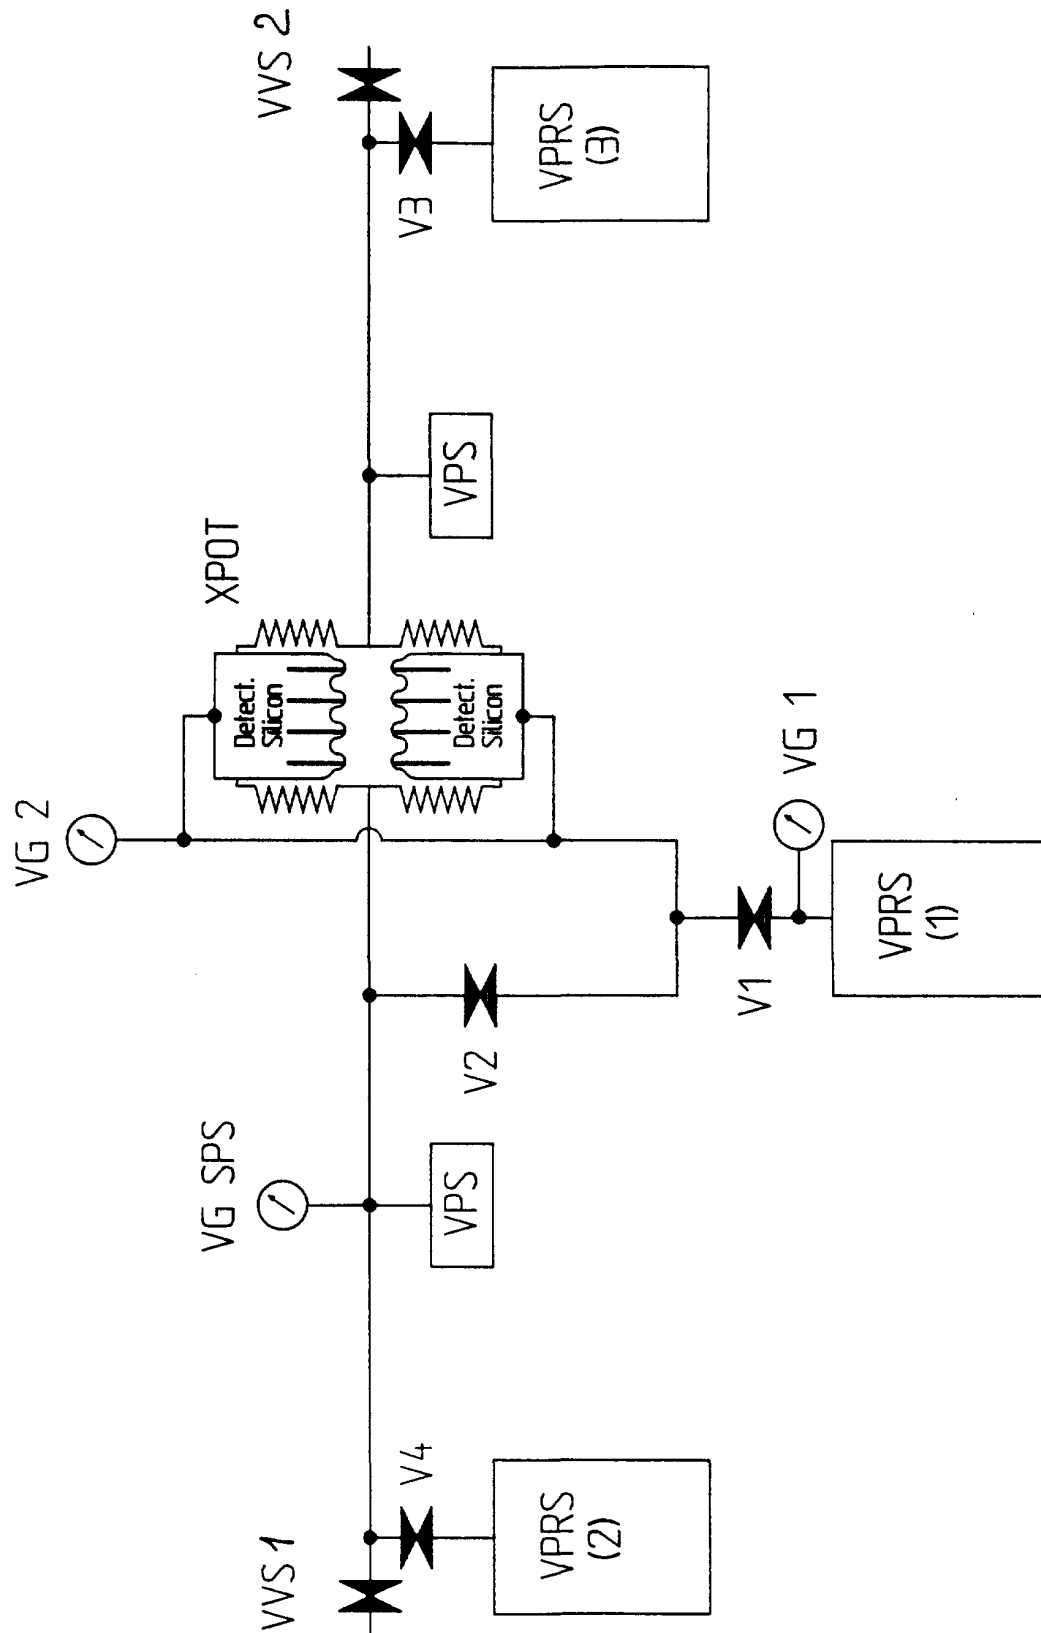 VVS 2
V3
VPRS
(3)
VPS
XPOT
Detect.
Silicon
Detect.
Silicon
VG 2
VG 1
V1
VPRS
(1)
V2
VG SPS
VPS
VVS 1
V4
VPRS
(2)